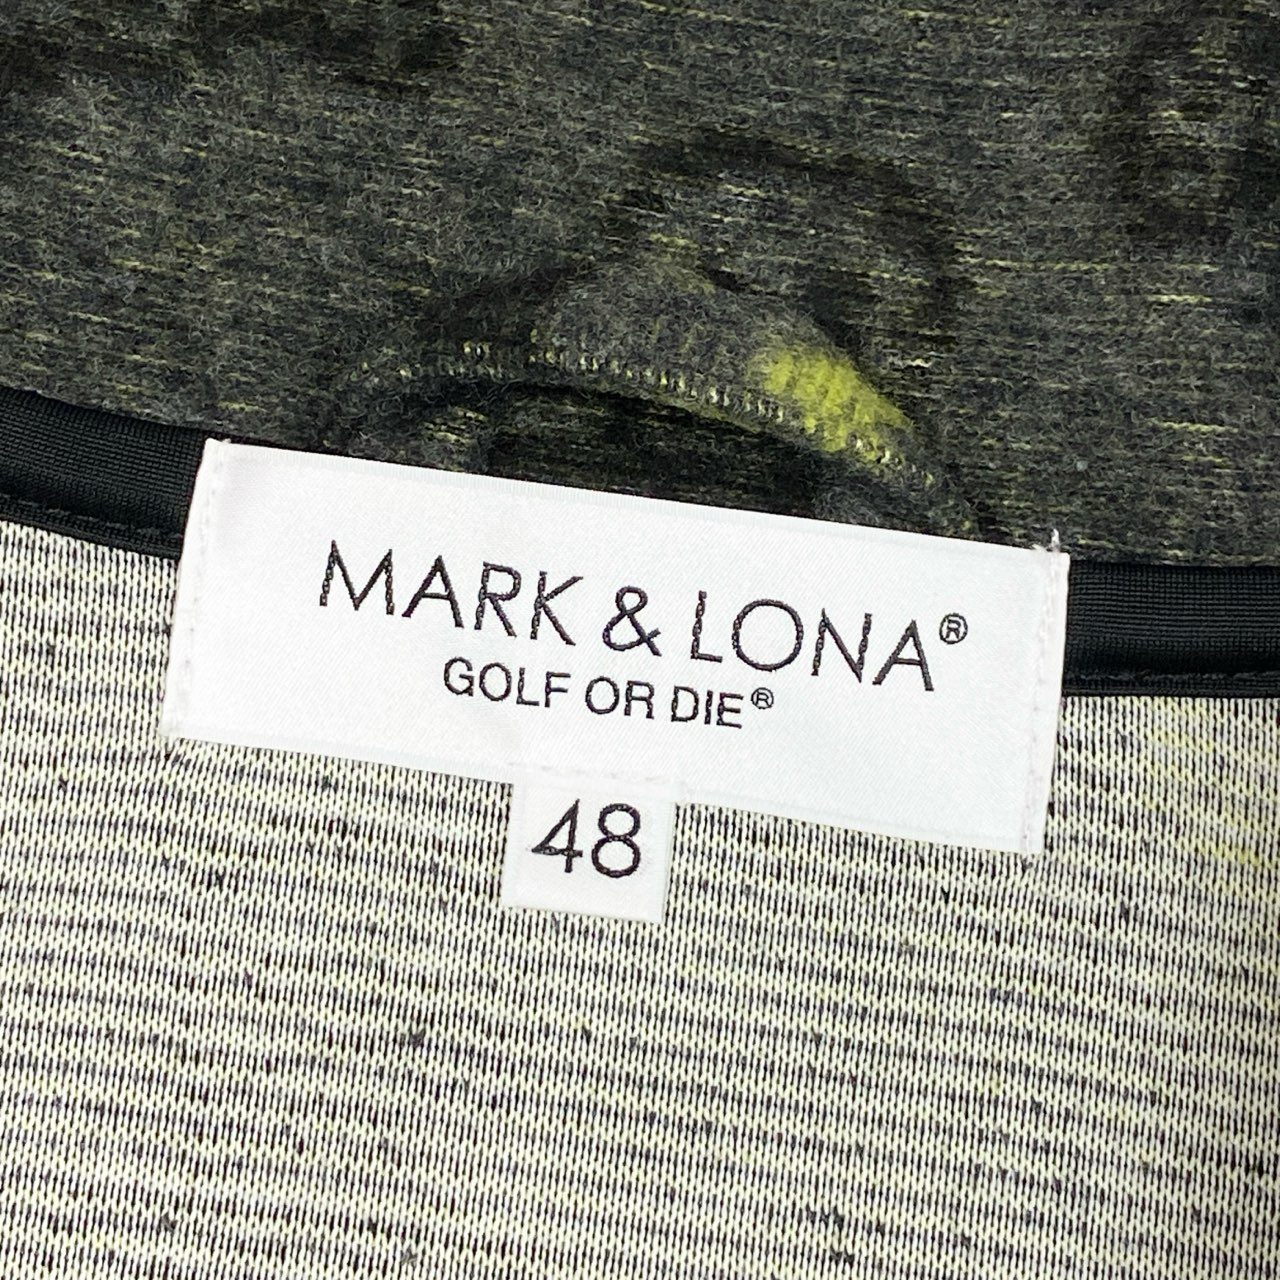 MARK & LONA®
GOLF OR DIE®
48